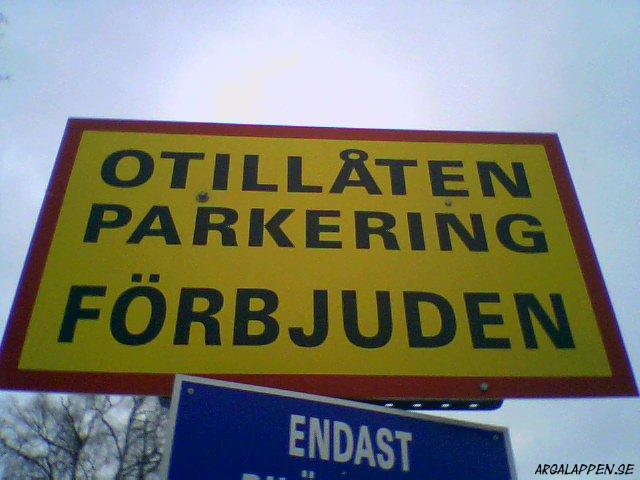 OTILLÅTEN
PARKERING
FÖRBJUDEN
ENDAST
ARGALAPPEN.SE